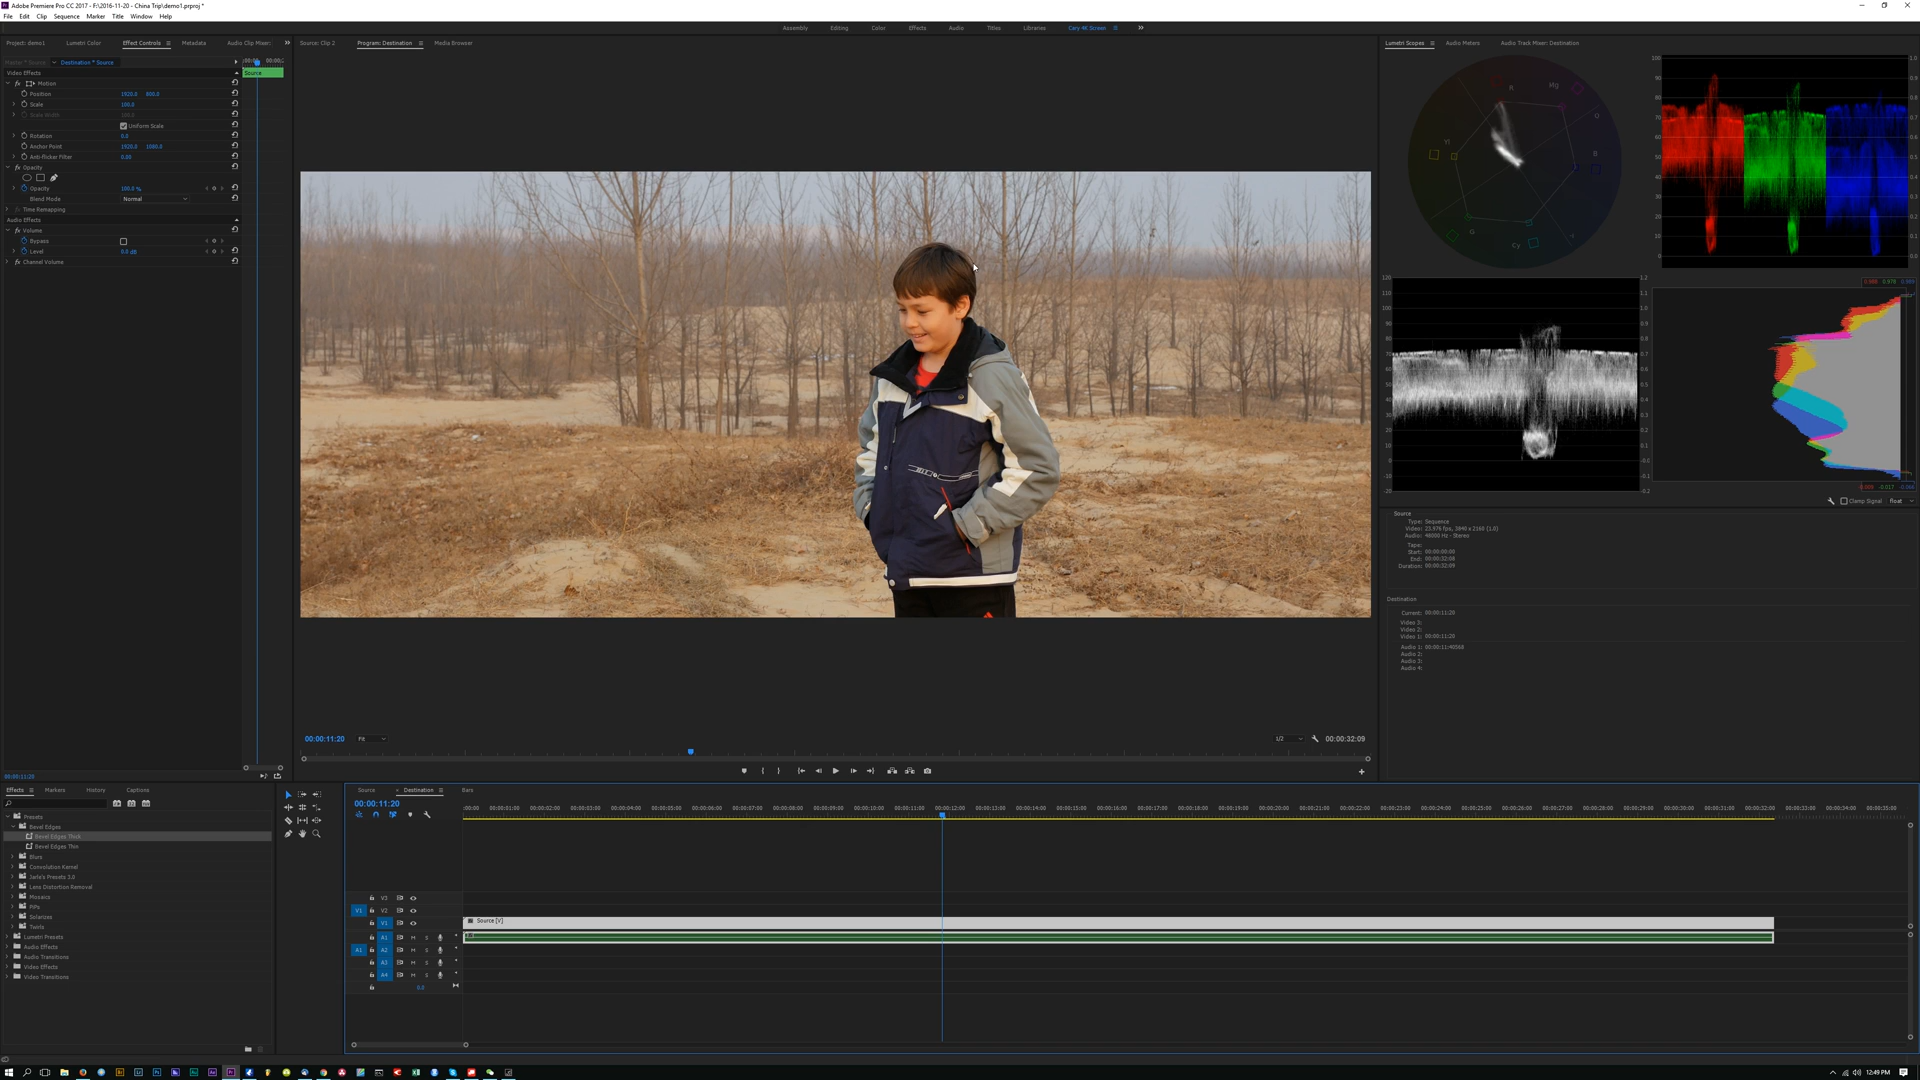 Adobe Premiere Pro CC 2017 - F:\2016-11-20 - China Trip\demo1.prproj *
File Edit Clip Sequence Marker Title Window Help
Assembly Editing Color Effects Audio Titles Libraries Cary 4K Screen
Project: demo1 Lumetri Color Effect Controls Metadata Audio Clip Mixer:
Source: Clip 2 Program: Destination Media Browser
Lumetri Scopes Audio Meters Audio Track Mixer: Destination
Master * Source Destination * Source
Video Effects
Source
fx Motion
Position 1920.0 800.0
Scale 100.0
Scale Width 100.0
Uniform Scale
Rotation 0.0
Anchor Point 1920.0 1080.0
Anti-flicker Filter 0.00
fx Opacity
Opacity 100.0 %
Blend Mode Normal
Time Remapping
Audio Effects
fx Volume
Bypass
Level 0.0 dB
fx Channel Volume
R Mg B Cy G Yl
Clamp Signal float
Source
Type: Sequence
Video: 23.976 fps, 3840 x 2160 (1.0)
Audio: 48000 Hz - Stereo
Tape:
Start: 00:00:00:00
End: 00:00:32:08
Duration: 00:00:32:09
Destination
Current: 00:00:11:20
Video 3:
Video 2:
Video 1: 00:00:11:20
Audio 1: 00:00:11:40568
Audio 2:
Audio 3:
Audio 4:
00:00:11:20 Fit 1/2 00:00:32:09
00:00:11:20
Effects Markers History Captions
Source Destination Bars
00:00:11:20
:00:00 00:00:01:00 00:00:02:00 00:00:03:00 00:00:04:00 00:00:05:00 00:00:06:00 00:00:07:00 00:00:08:00 00:00:09:00 00:00:10:00 00:00:11:00 00:00:12:00 00:00:13:00 00:00:14:00 00:00:15:00 00:00:16:00 00:00:17:00 00:00:18:00 00:00:19:00 00:00:20:00 00:00:21:00 00:00:22:00 00:00:23:00 00:00:24:00 00:00:25:00 00:00:26:00 00:00:27:00 00:00:28:00 00:00:29:00 00:00:30:00 00:00:31:00 00:00:32:00 00:00:33:00 00:00:34:00 00:00:35:00
Presets
Bevel Edges
Bevel Edges Thick
Bevel Edges Thin
Blurs
Convolution Kernel
Jarle's Presets 3.0
Lens Distortion Removal
Mosaics
PiPs
Solarizes
Twirls
Lumetri Presets
Audio Effects
Audio Transitions
Video Effects
Video Transitions
V3
V1 V2
V1 Source [V]
A1 M S
A1 A2 M S
A3 M S
A4 M S
0.0
12:49 PM